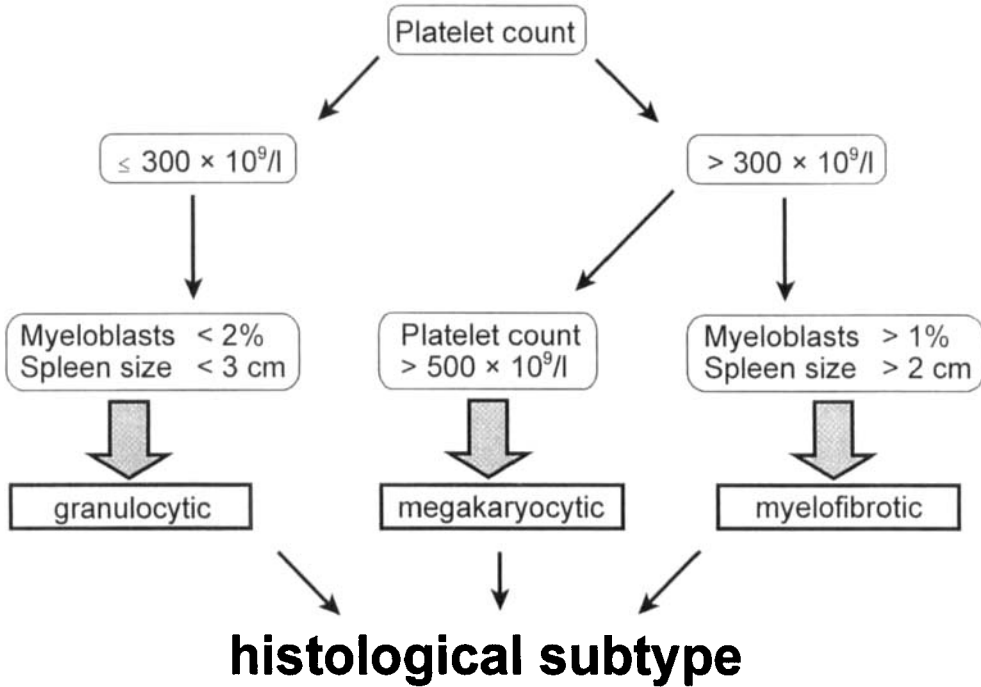 Platelet count
≤ 300 × 10⁹/l
> 300 × 10⁹/l
Myeloblasts < 2%
Spleen size < 3 cm
Platelet count
> 500 × 10⁹/l
Myeloblasts > 1%
Spleen size > 2 cm
granulocytic
megakaryocytic
myelofibrotic
histological subtype